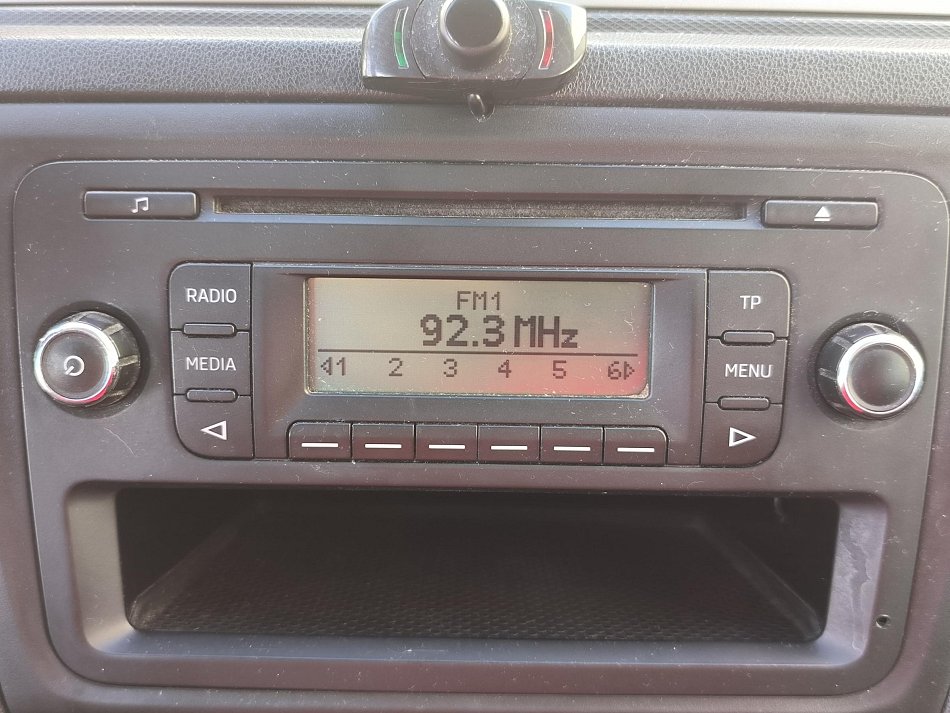 RADIO
MEDIA
FM1
92.3 MHz
1 2 3 4 5 6
TP
MENU